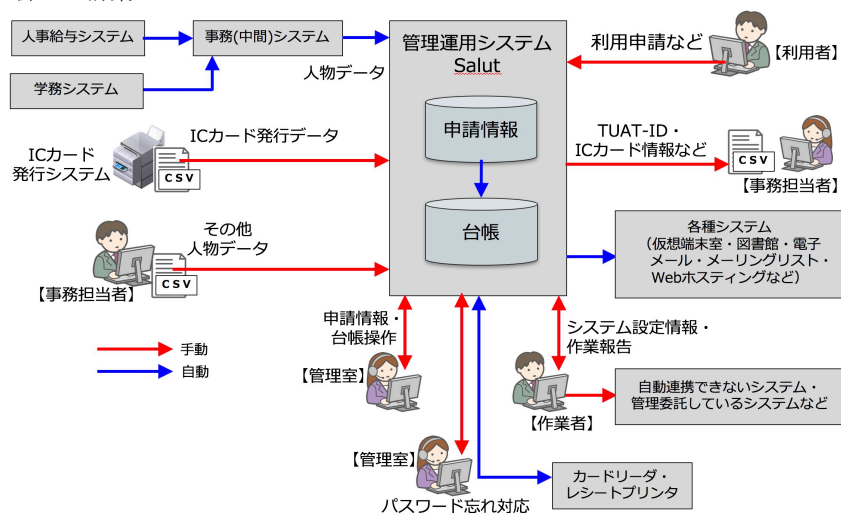 人事給与システム
事務(中間)システム
学務システム
人物データ
管理運用システム
Salut
申請情報
台帳
利用申請など
【利用者】
ICカード発行データ
ICカード
発行システム
CSV
TUAT-ID・
ICカード情報など
CSV
【事務担当者】
その他
人物データ
CSV
【事務担当者】
各種システム
（仮想端末室・図書館・電子
メール・メーリングリスト・
Webホスティングなど）
手動
自動
申請情報・
台帳操作
【管理室】
システム設定情報・
作業報告
【作業者】
自動連携できないシステム・
管理委託しているシステムなど
【管理室】
パスワード忘れ対応
カードリーダ・
レシートプリンタ